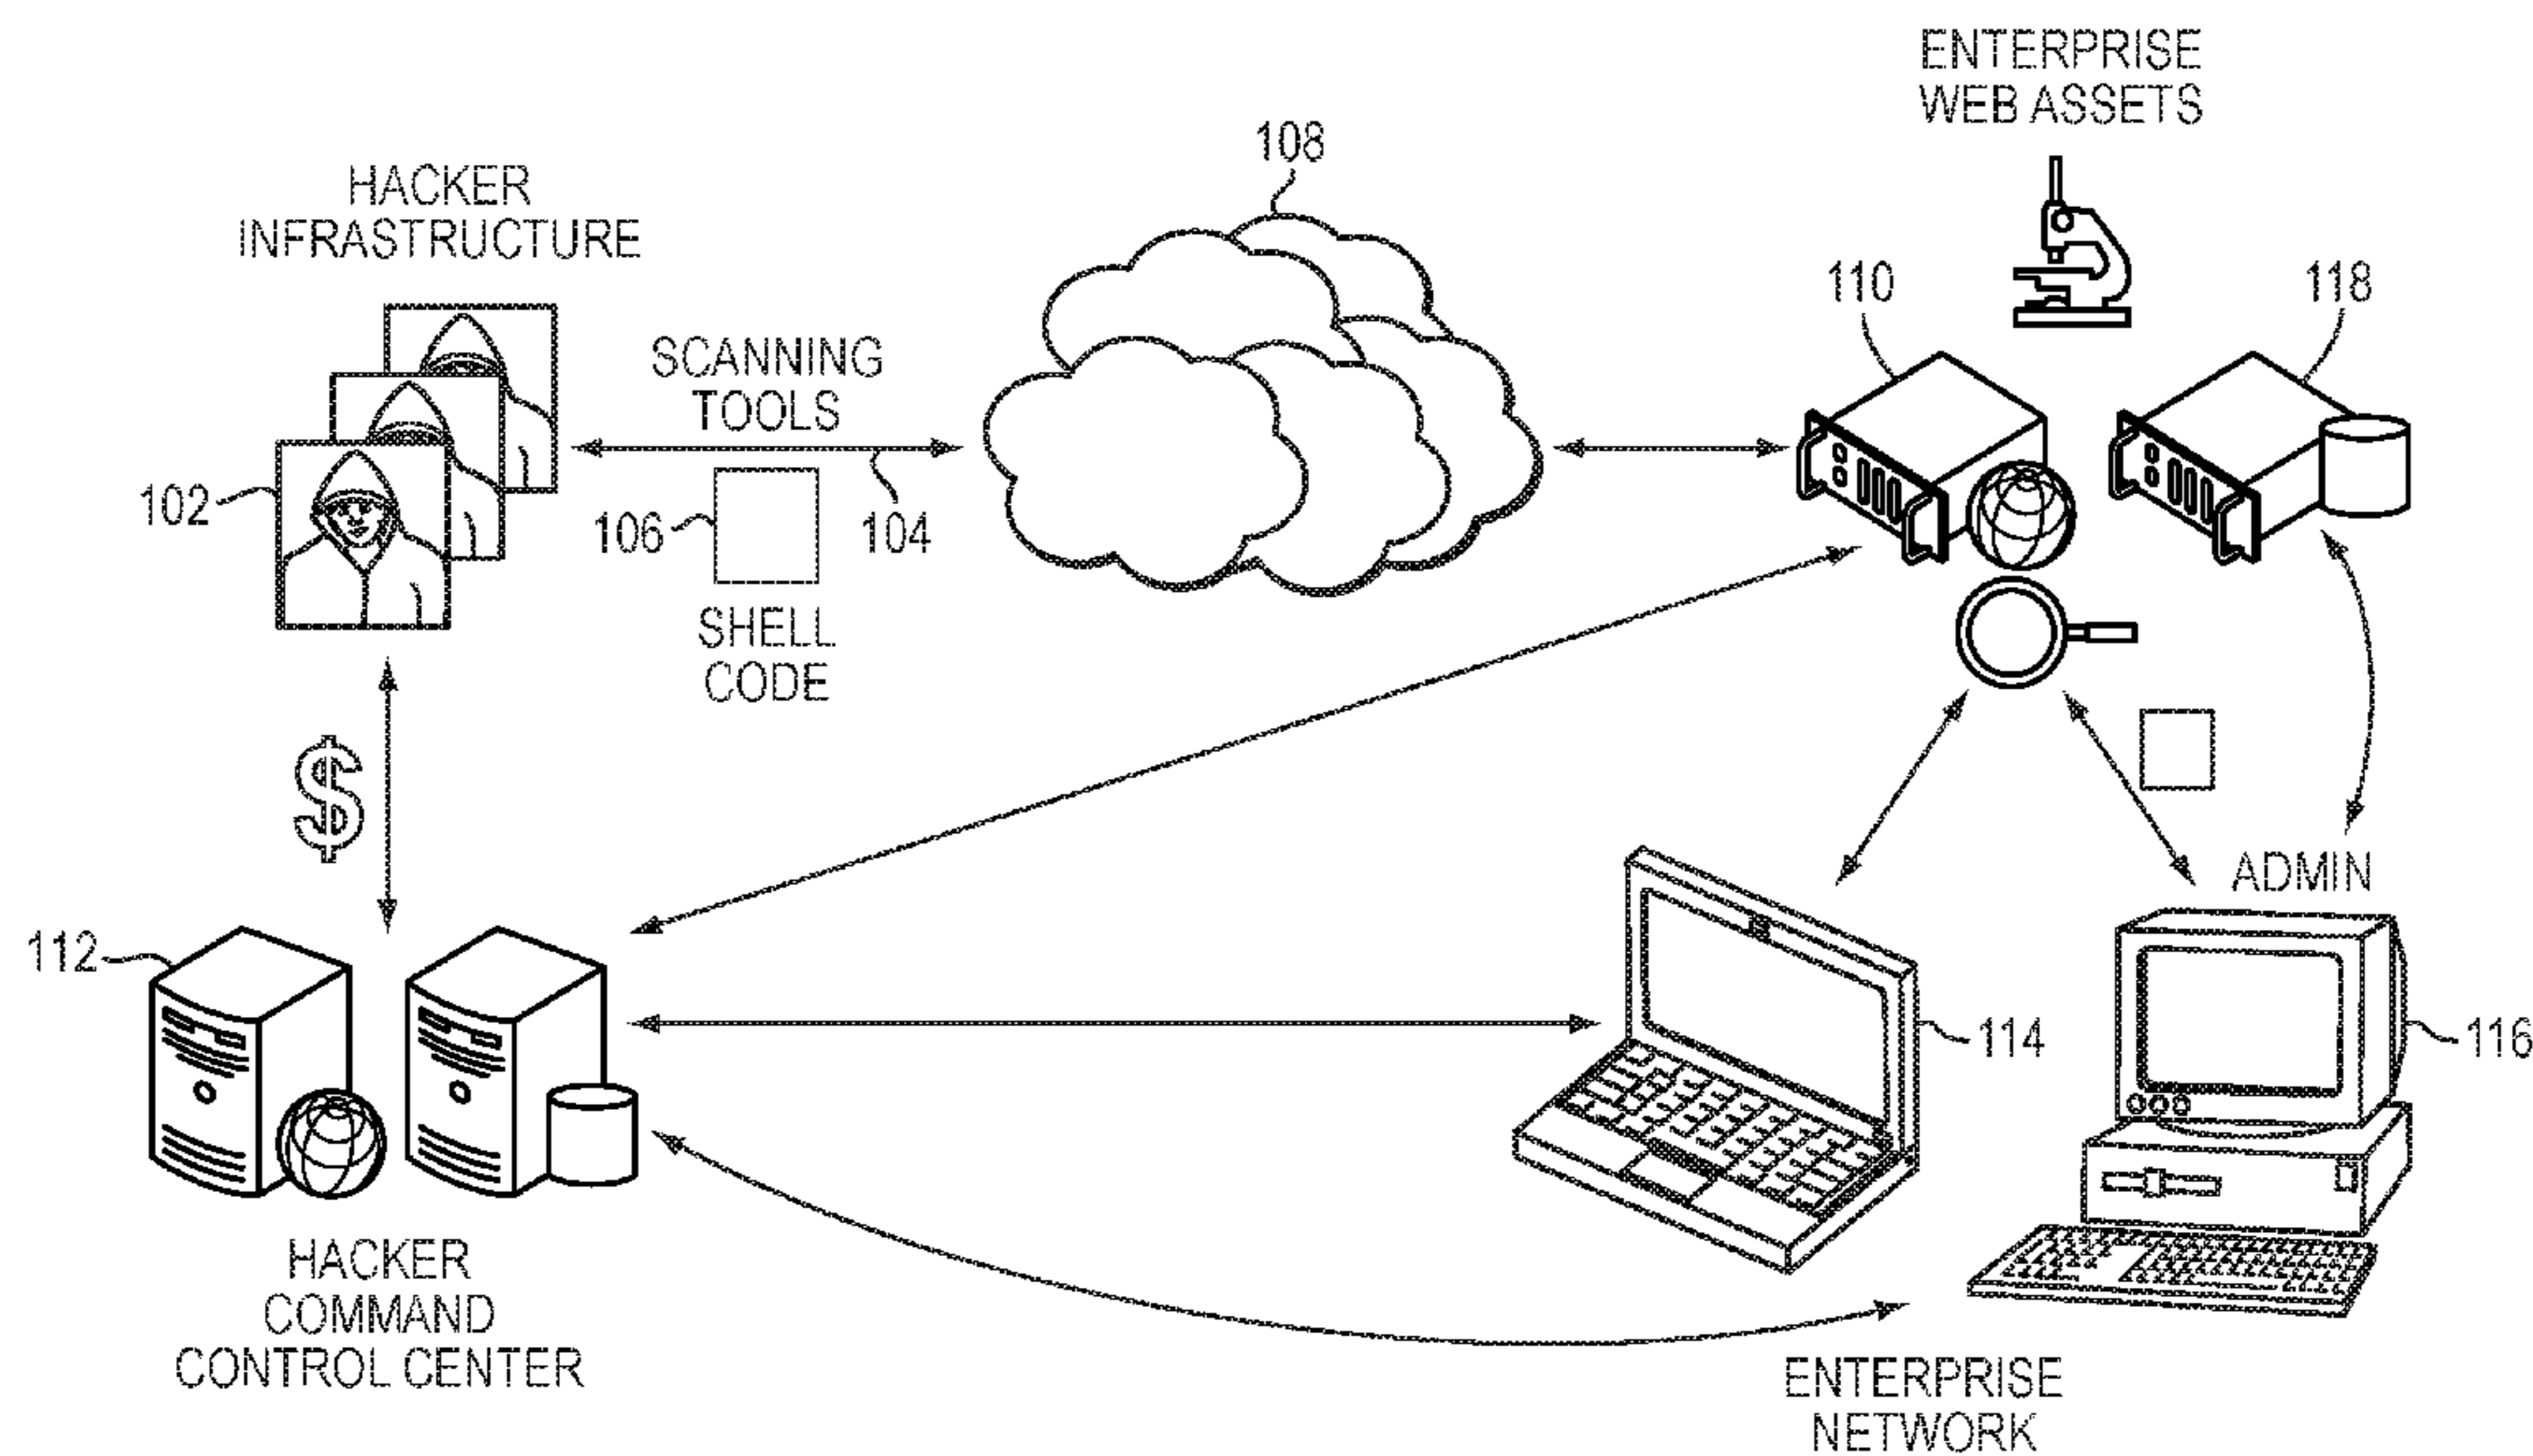 ENTERPRISE
WEB ASSETS
108
HACKER
INFRASTRUCTURE
110
118
SCANNING
TOOLS
102
106
104
SHELL
CODE
$
ADMIN
112
114
116
HACKER
COMMAND
CONTROL CENTER
ENTERPRISE
NETWORK